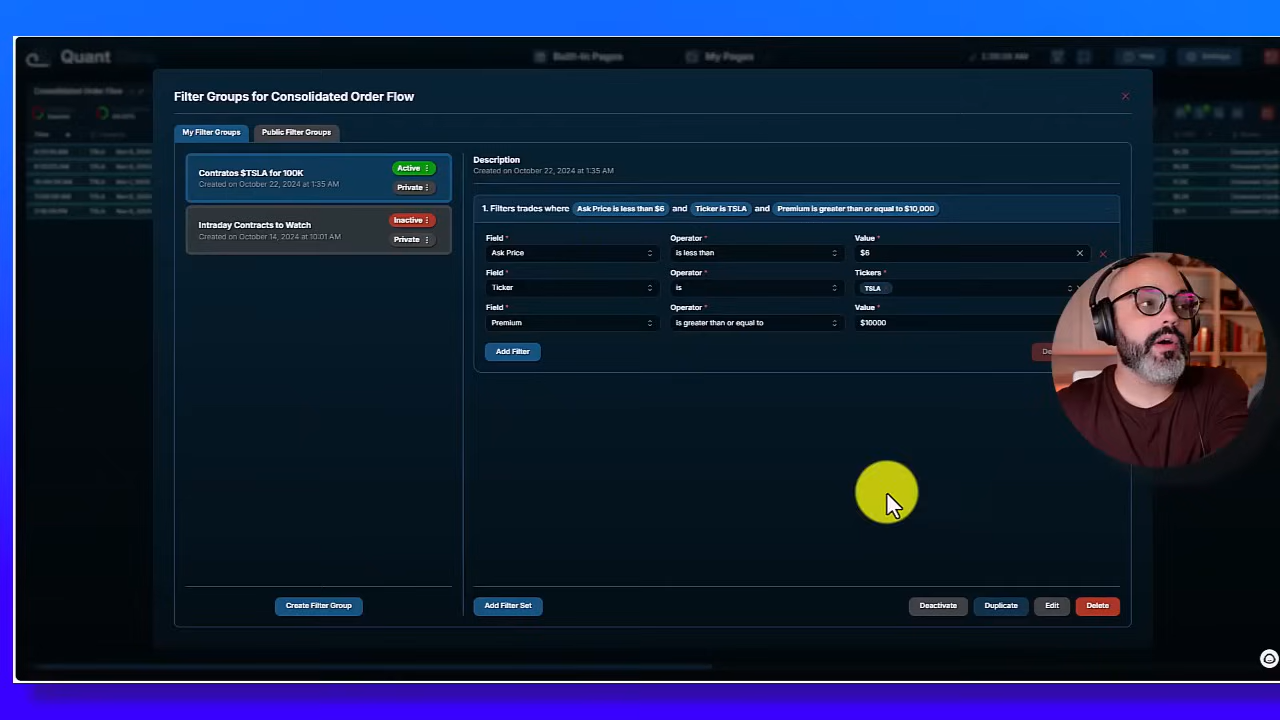 Quant
Built-in Pages
My Pages
Filter Groups for Consolidated Order Flow
My Filter Groups
Public Filter Groups
Contratos $TSLA for 100K
Active
Created on October 22, 2024 at 1:35 AM
Private
Intraday Contracts to Watch
Inactive
Created on October 14, 2024 at 10:01 AM
Private
Create Filter Group
Description
Created on October 22, 2024 at 1:35 AM
1. Filters trades where Ask Price is less than $6 and Ticker is TSLA and Premium is greater than or equal to $10,000
Field * Operator * Value *
Ask Price is less than $6
Field * Operator * Tickers *
Ticker is TSLA
Field * Operator * Value *
Premium is greater than or equal to $10000
Add Filter
Add Filter Set Deactivate Duplicate Edit Delete